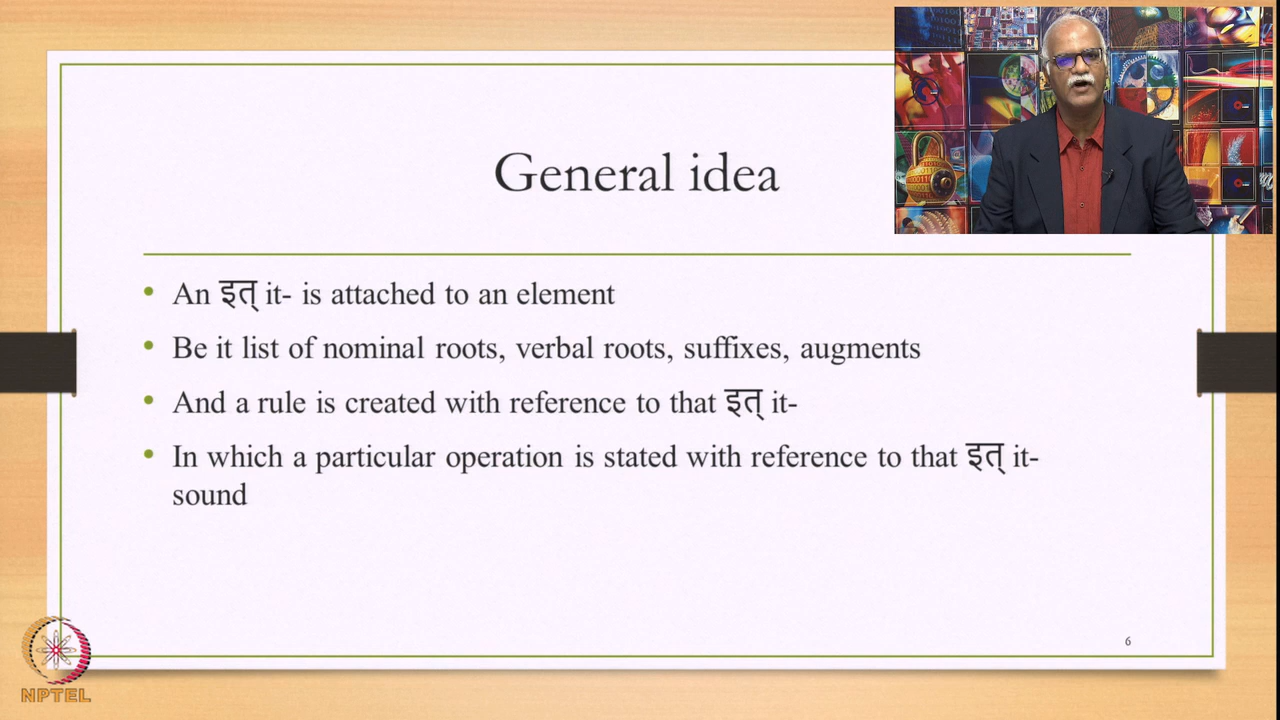 General idea
• An इत् it- is attached to an element
• Be it list of nominal roots, verbal roots, suffixes, augments
• And a rule is created with reference to that इत् it-
• In which a particular operation is stated with reference to that इत् it-
sound
6
NPTEL